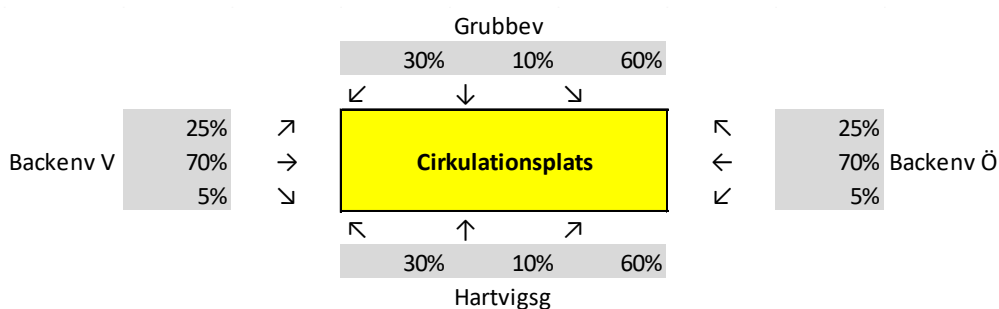 Grubbev
30% 10% 60%
↙ ↓ ↘
25% ↗ ↖ 25%
Backenv V 70% → Cirkulationsplats ← 70% Backenv Ö
5% ↘ ↙ 5%
↖ ↑ ↗
30% 10% 60%
Hartvigsg